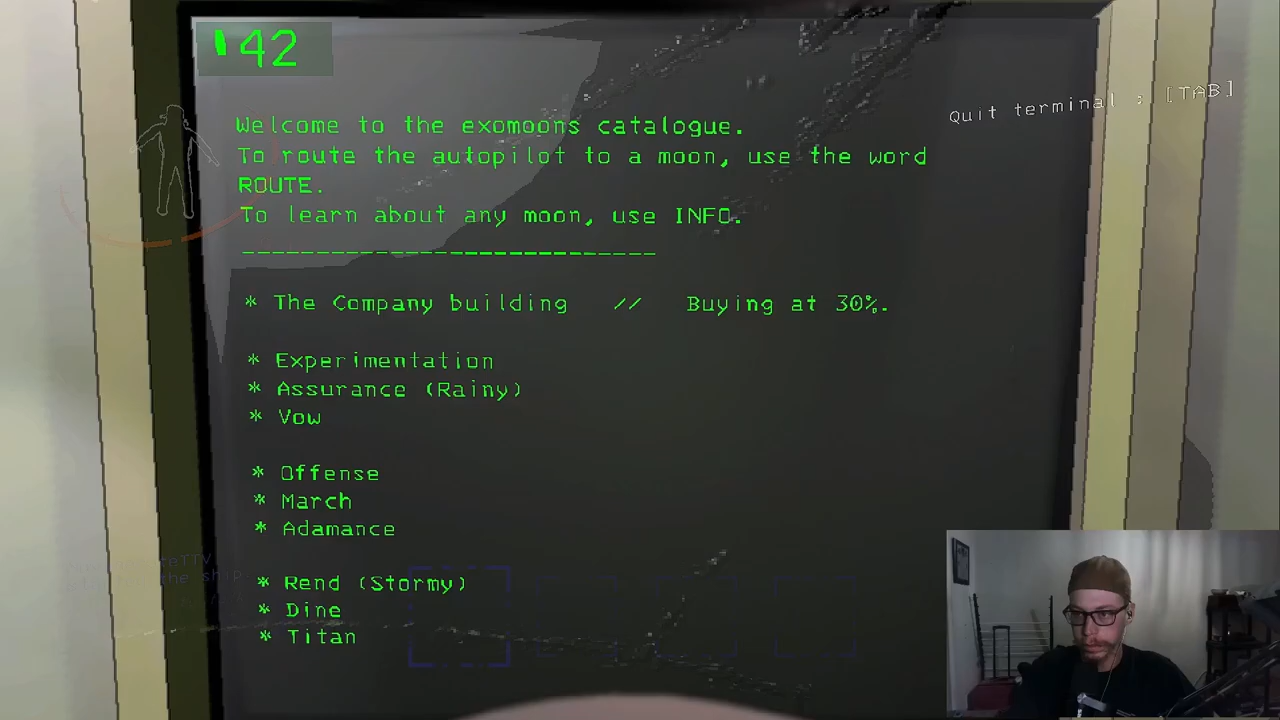 42
Quit terminal : [TAB]
Welcome to the exomoons catalogue.
To route the autopilot to a moon, use the word
ROUTE.
To learn about any moon, use INFO.
----------------------------
* The Company building // Buying at 30%.
* Experimentation
* Assurance (Rainy)
* Vow
* Offense
* March
* Adamance
* Rend (Stormy)
* Dine
* Titan
the ship